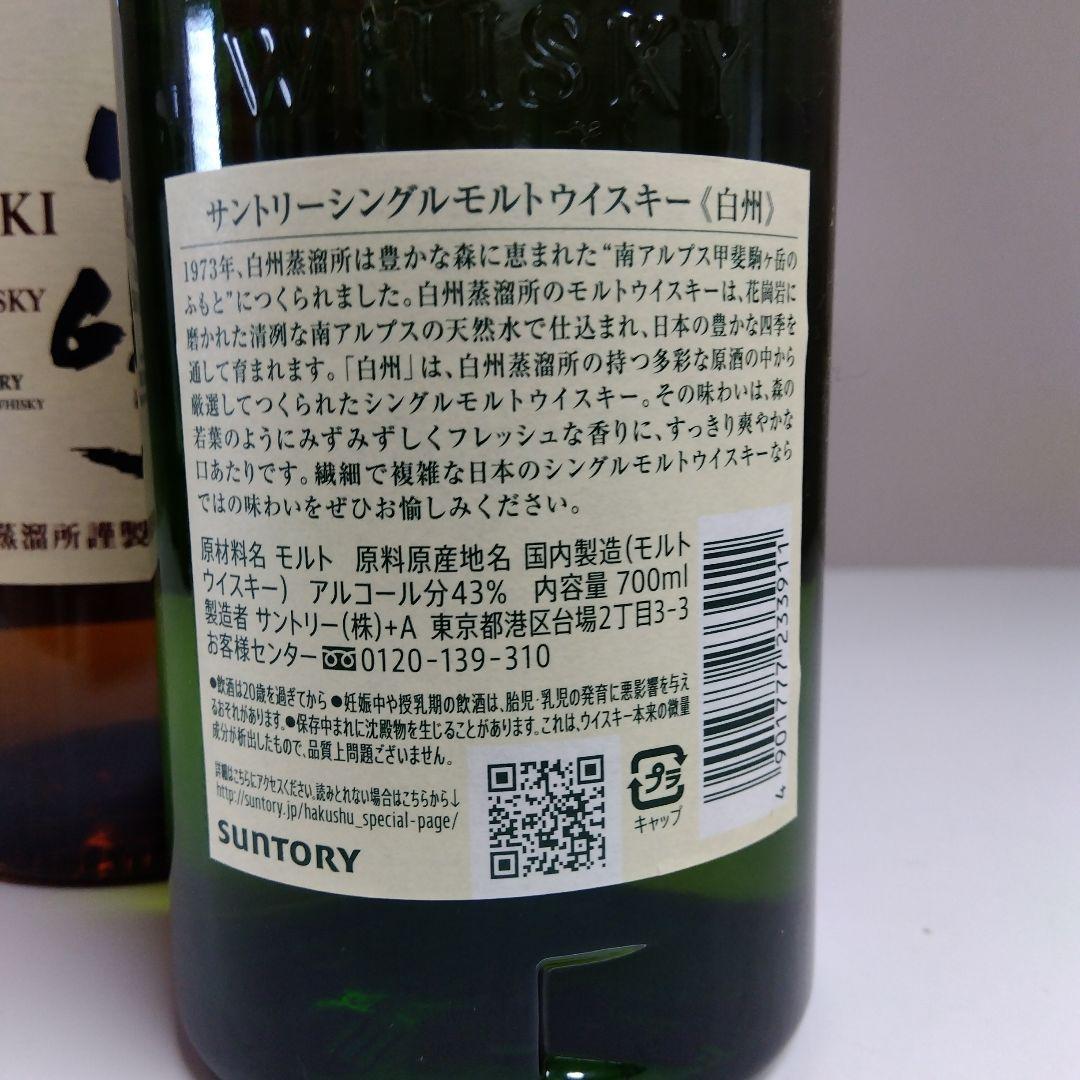 WHISKY
サントリーシングルモルトウイスキー《白州》
1973年、白州蒸溜所は豊かな森に恵まれた“南アルプス甲斐駒ヶ岳の
ふもと”につくられました。白州蒸溜所のモルトウイスキーは、花崗岩に
磨かれた清冽な南アルプスの天然水で仕込まれ、日本の豊かな四季を
通して育まれます。「白州」は、白州蒸溜所の持つ多彩な原酒の中から
厳選してつくられたシングルモルトウイスキー。その味わいは、森の
若葉のようにみずみずしくフレッシュな香りに、すっきり爽やかな
口あたりです。繊細で複雑な日本のシングルモルトウイスキーなら
ではの味わいをぜひお愉しみください。
原材料名 モルト 原料原産地名 国内製造(モルト
ウイスキー) アルコール分43% 内容量 700ml
製造者 サントリー(株)+A 東京都港区台場2丁目3-3
お客様センター 0120-139-310
●飲酒は20歳を過ぎてから ●妊娠中や授乳期の飲酒は、胎児・乳児の発育に悪影響を与え
るおそれがあります。●保存中まれに沈殿物を生じることがあります。これは、ウイスキー本来の微量
成分が析出したもので、品質上問題ございません。
詳細はこちらにアクセスください。読みとれない場合はこちらから↓
http://suntory.jp/hakushu_special-page/
SUNTORY
プラ
キャップ
4 901777 233911
KI
SKY
RY
WHISKY
蒸溜所謹製